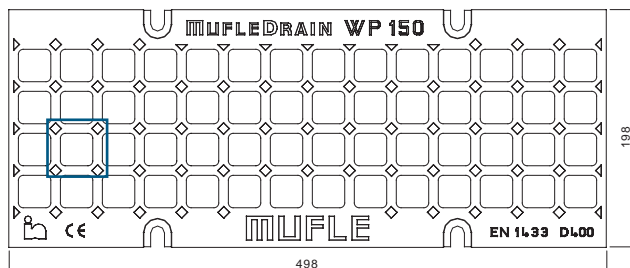 MUFLEDRAIN WP 150
198
MUFLE
CE EN 1433 D400
498